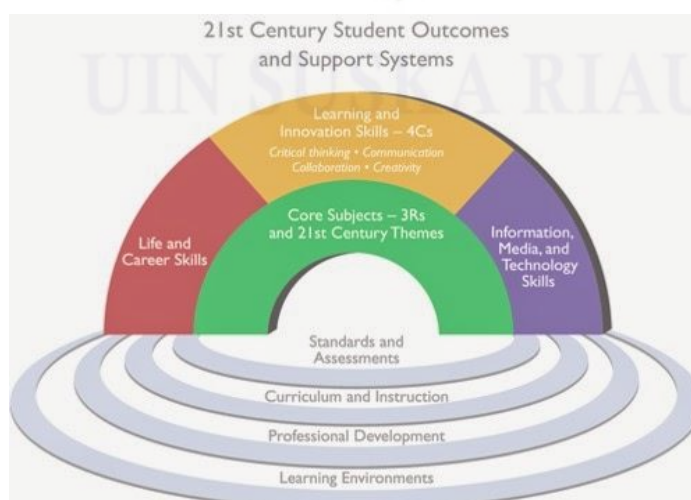 21st Century Student Outcomes
and Support Systems
UIN SUSKA RIAU
Learning and
Innovation Skills – 4Cs
Critical thinking • Communication
Collaboration • Creativity
Core Subjects – 3Rs
and 21st Century Themes
Life and
Career Skills
Information,
Media, and
Technology
Skills
Standards and
Assessments
Curriculum and Instruction
Professional Development
Learning Environments